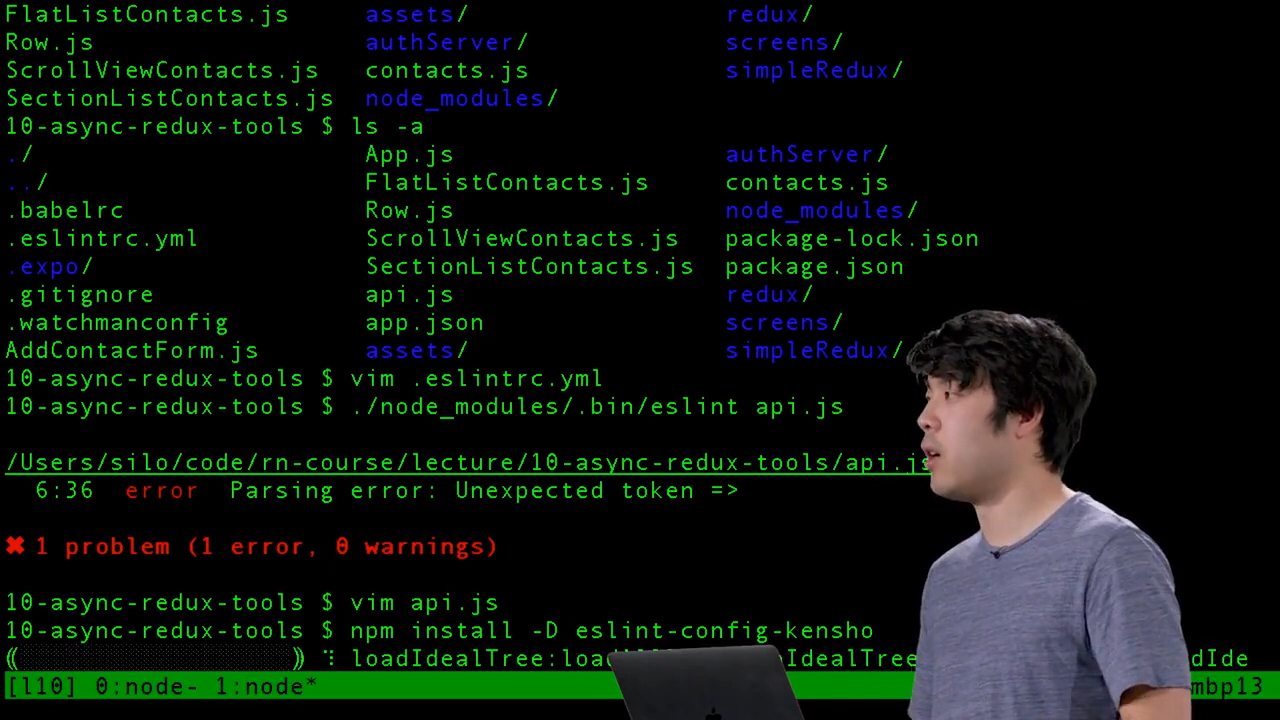 FlatListContacts.js assets/ redux/
Row.js authServer/ screens/
ScrollViewContacts.js contacts.js simpleRedux/
SectionListContacts.js node_modules/
10-async-redux-tools $ ls -a
./ App.js authServer/
../ FlatListContacts.js contacts.js
.babelrc Row.js node_modules/
.eslintrc.yml ScrollViewContacts.js package-lock.json
.expo/ SectionListContacts.js package.json
.gitignore api.js redux/
.watchmanconfig app.json screens/
AddContactForm.js assets/ simpleRedux/
10-async-redux-tools $ vim .eslintrc.yml
10-async-redux-tools $ ./node_modules/.bin/eslint api.js
/Users/silo/code/rn-course/lecture/10-async-redux-tools/api.js
6:36 error Parsing error: Unexpected token =>
✖ 1 problem (1 error, 0 warnings)
10-async-redux-tools $ vim api.js
10-async-redux-tools $ npm install -D eslint-config-kensho
loadIdealTree:load IdealTree dIde
[l10] 0:node- 1:node* mbp13